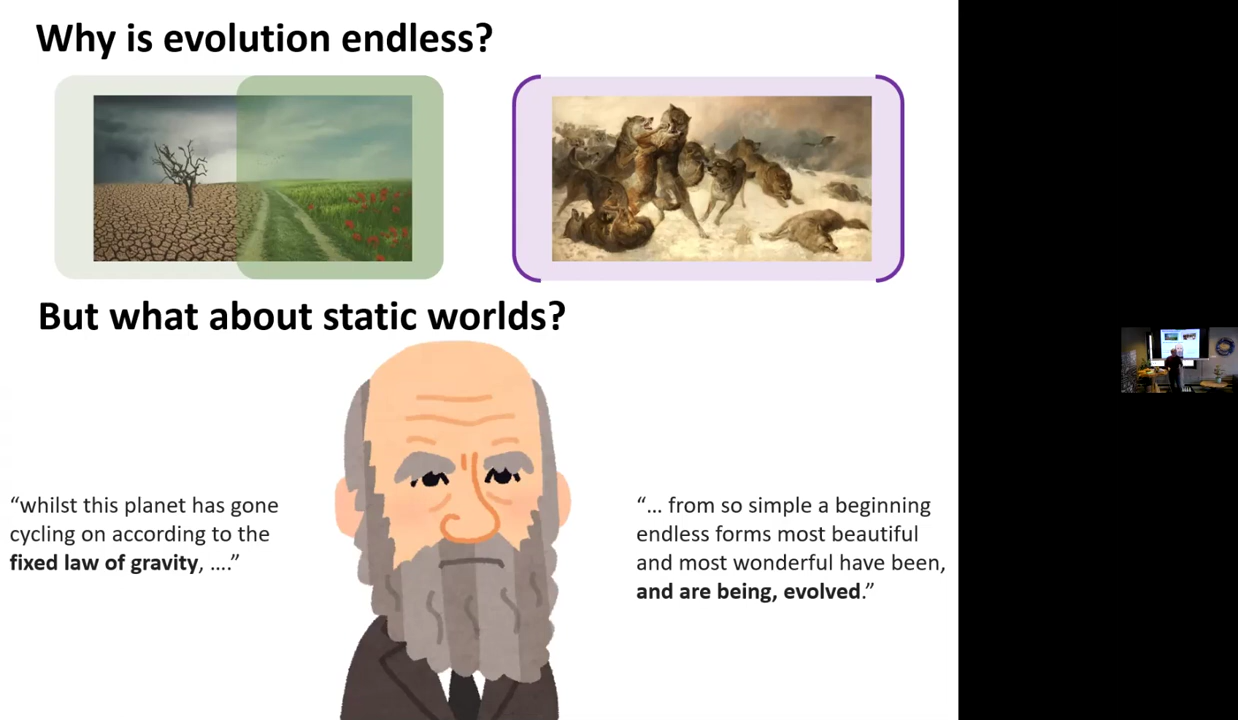 Why is evolution endless?
But what about static worlds?
“whilst this planet has gone
cycling on according to the
fixed law of gravity, ....”
“... from so simple a beginning
endless forms most beautiful
and most wonderful have been,
and are being, evolved.”